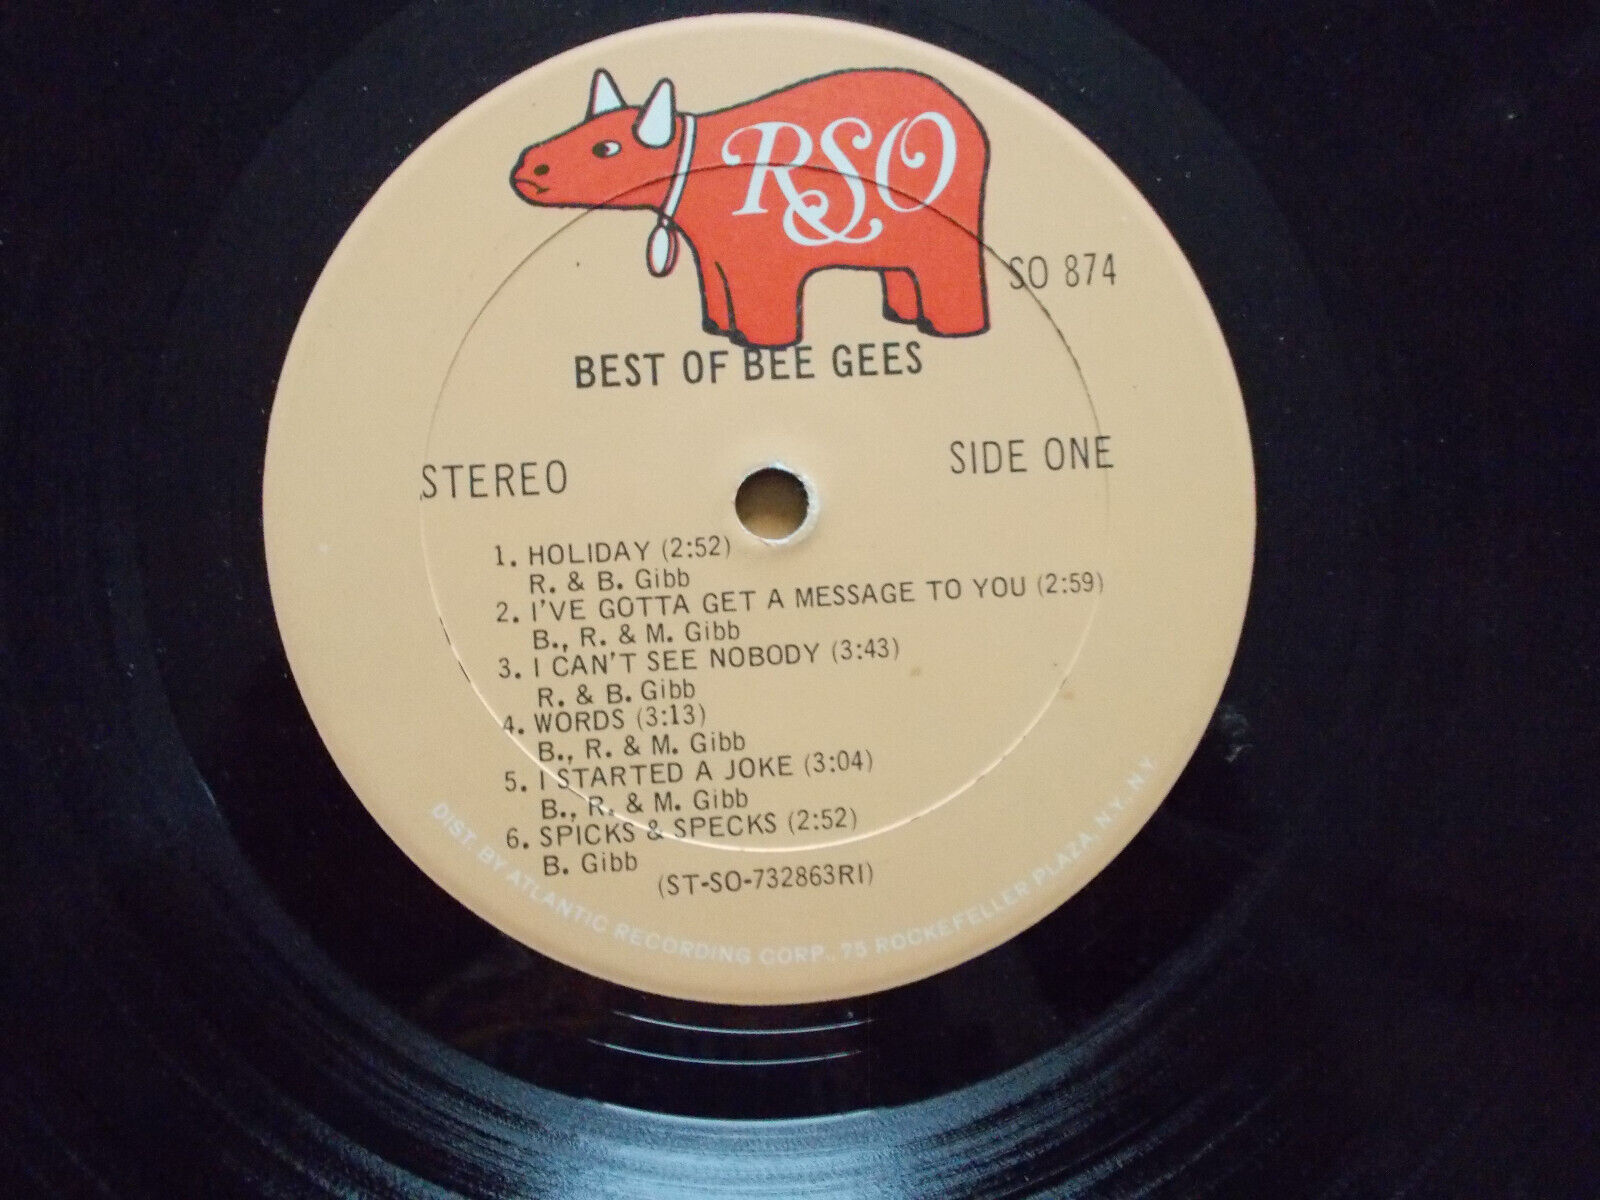 RSO
SO 874
BEST OF BEE GEES
STEREO
SIDE ONE
1. HOLIDAY (2:52)
R. & B. Gibb
2. I'VE GOTTA GET A MESSAGE TO YOU (2:59)
B., R. & M. Gibb
3. I CAN'T SEE NOBODY (3:43)
R. & B. Gibb
4. WORDS (3:13)
B., R. & M. Gibb
5. I STARTED A JOKE (3:04)
B., R. & M. Gibb
6. SPICKS & SPECKS (2:52)
B. Gibb
(ST-SO-732863RI)
DIST. BY ATLANTIC RECORDING CORP., 75 ROCKEFELLER PLAZA, N.Y., N.Y.